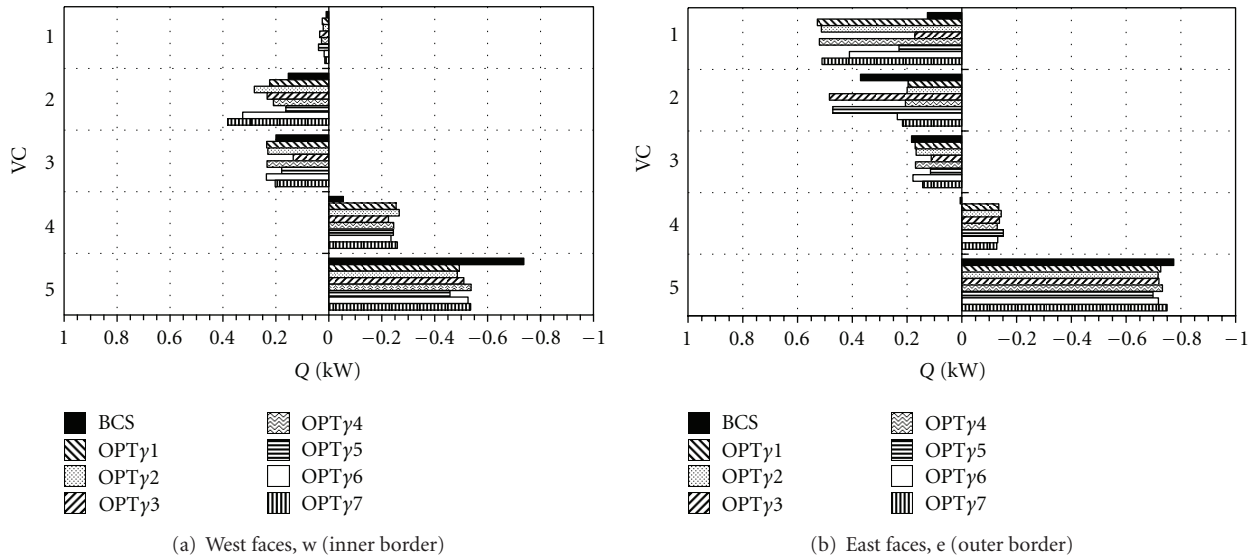 VC
1
2
3
4
5
1 0.8 0.6 0.4 0.2 0 −0.2 −0.4 −0.6 −0.8 −1
Q (kW)
BCS
OPTγ1
OPTγ2
OPTγ3
OPTγ4
OPTγ5
OPTγ6
OPTγ7
(a) West faces, w (inner border)
VC
1
2
3
4
5
1 0.8 0.6 0.4 0.2 0 −0.2 −0.4 −0.6 −0.8 −1
Q (kW)
BCS
OPTγ1
OPTγ2
OPTγ3
OPTγ4
OPTγ5
OPTγ6
OPTγ7
(b) East faces, e (outer border)